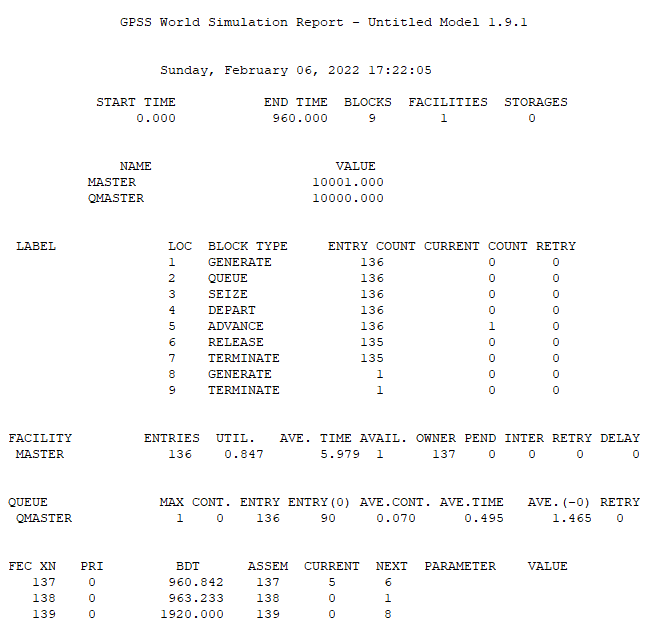 GPSS World Simulation Report - Untitled Model 1.9.1
Sunday, February 06, 2022 17:22:05
START TIME END TIME BLOCKS FACILITIES STORAGES
0.000 960.000 9 1 0
NAME VALUE
MASTER 10001.000
QMASTER 10000.000
LABEL LOC BLOCK TYPE ENTRY COUNT CURRENT COUNT RETRY
1 GENERATE 136 0 0
2 QUEUE 136 0 0
3 SEIZE 136 0 0
4 DEPART 136 0 0
5 ADVANCE 136 1 0
6 RELEASE 135 0 0
7 TERMINATE 135 0 0
8 GENERATE 1 0 0
9 TERMINATE 1 0 0
FACILITY ENTRIES UTIL. AVE. TIME AVAIL. OWNER PEND INTER RETRY DELAY
MASTER 136 0.847 5.979 1 137 0 0 0 0
QUEUE MAX CONT. ENTRY ENTRY(0) AVE.CONT. AVE.TIME AVE.(-0) RETRY
QMASTER 1 0 136 90 0.070 0.495 1.465 0
FEC XN PRI BDT ASSEM CURRENT NEXT PARAMETER VALUE
137 0 960.842 137 5 6
138 0 963.233 138 0 1
139 0 1920.000 139 0 8